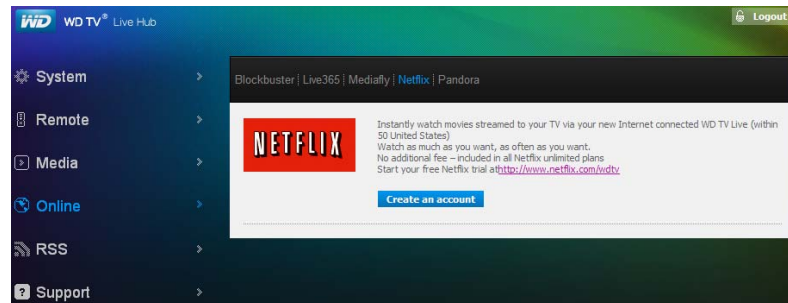 WD WD TV® Live Hub
Logout
System
Remote
Media
Online
RSS
Support
Blockbuster | Live365 | Mediafly | Netflix | Pandora
NETFLIX
Instantly watch movies streamed to your TV via your new Internet connected WD TV Live (within
50 United States)
Watch as much as you want, as often as you want.
No additional fee – included in all Netflix unlimited plans
Start your free Netflix trial athttp://www.netflix.com/wdtv
Create an account